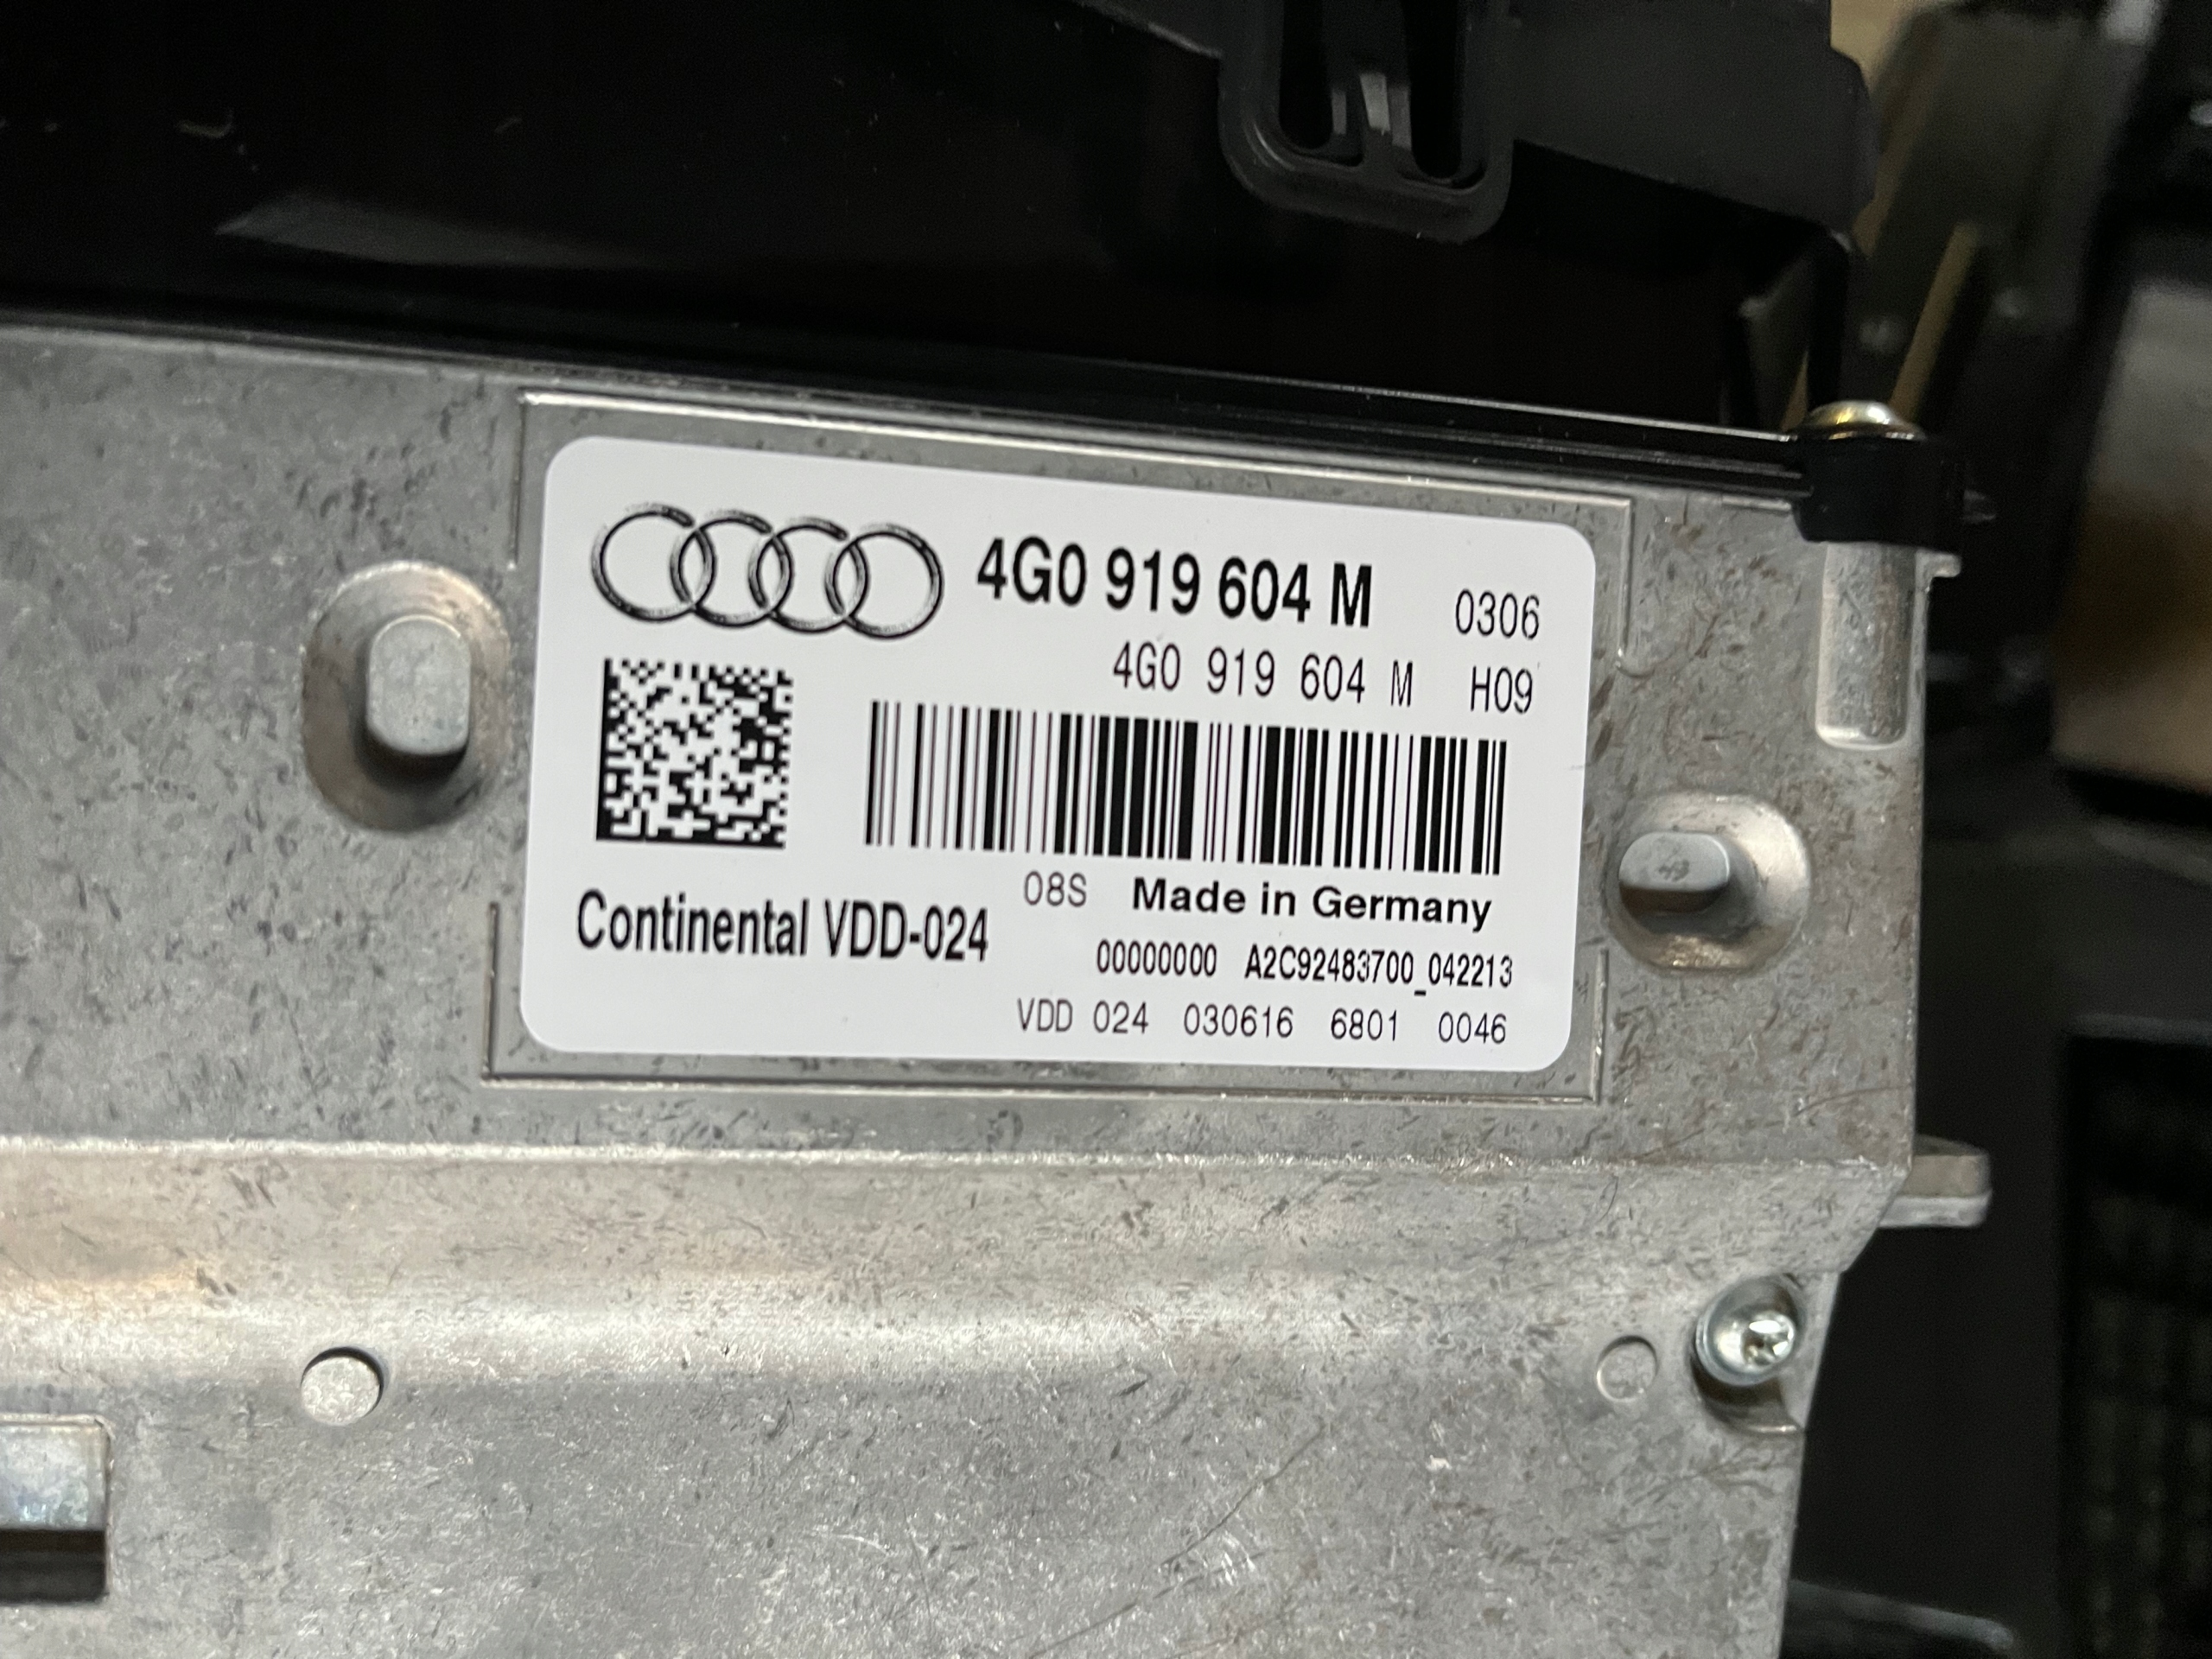 4G0 919 604 M 0306
4G0 919 604 M H09
08S Made in Germany
Continental VDD-024
00000000 A2C92483700_042213
VDD 024 030616 6801 0046